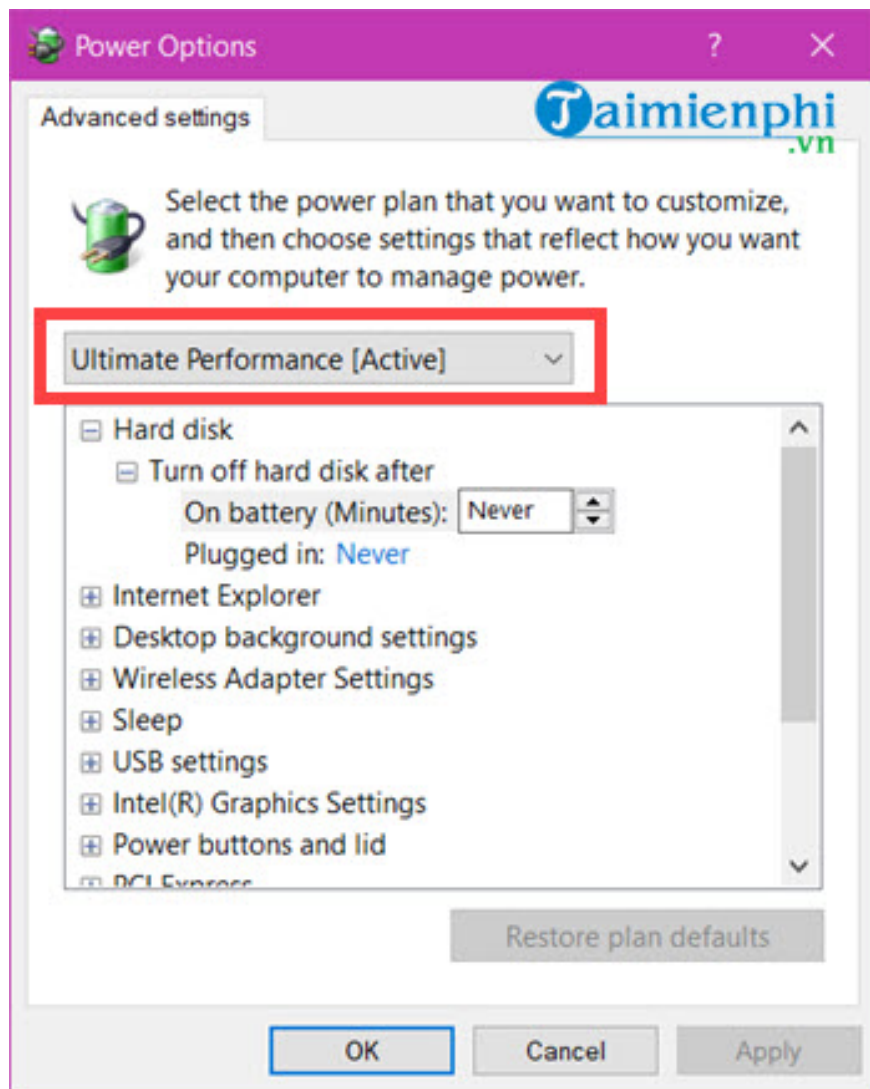 Power Options
Advanced settings
Taimienphi
.vn
Select the power plan that you want to customize,
and then choose settings that reflect how you want
your computer to manage power.
Ultimate Performance [Active]
Hard disk
Turn off hard disk after
On battery (Minutes): Never
Plugged in: Never
Internet Explorer
Desktop background settings
Wireless Adapter Settings
Sleep
USB settings
Intel(R) Graphics Settings
Power buttons and lid
PCI Express
Restore plan defaults
OK Cancel Apply